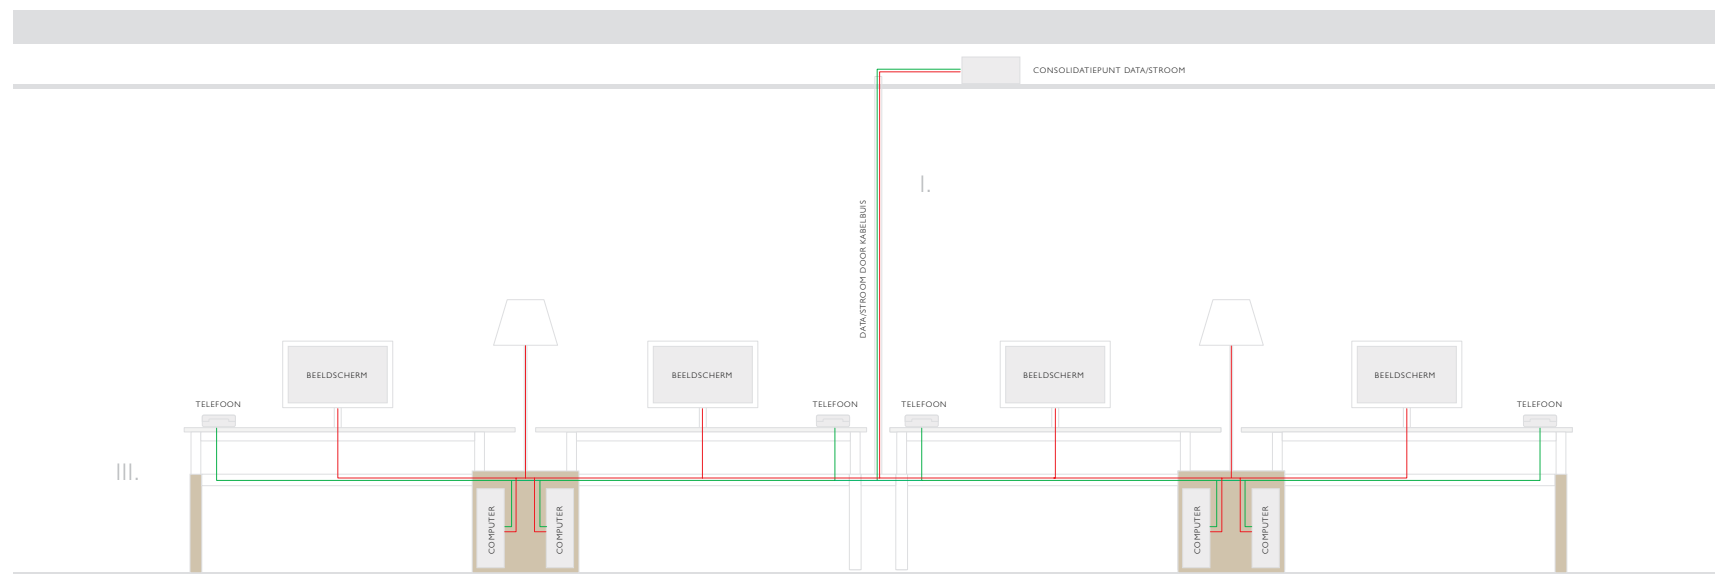 CONSOLIDATIEPUNT DATA/STROOM
I.
DATA/STROOM DOOR KABELBUIS
BEELDSCHERM
BEELDSCHERM
BEELDSCHERM
BEELDSCHERM
TELEFOON
TELEFOON
TELEFOON
TELEFOON
III.
COMPUTER
COMPUTER
COMPUTER
COMPUTER